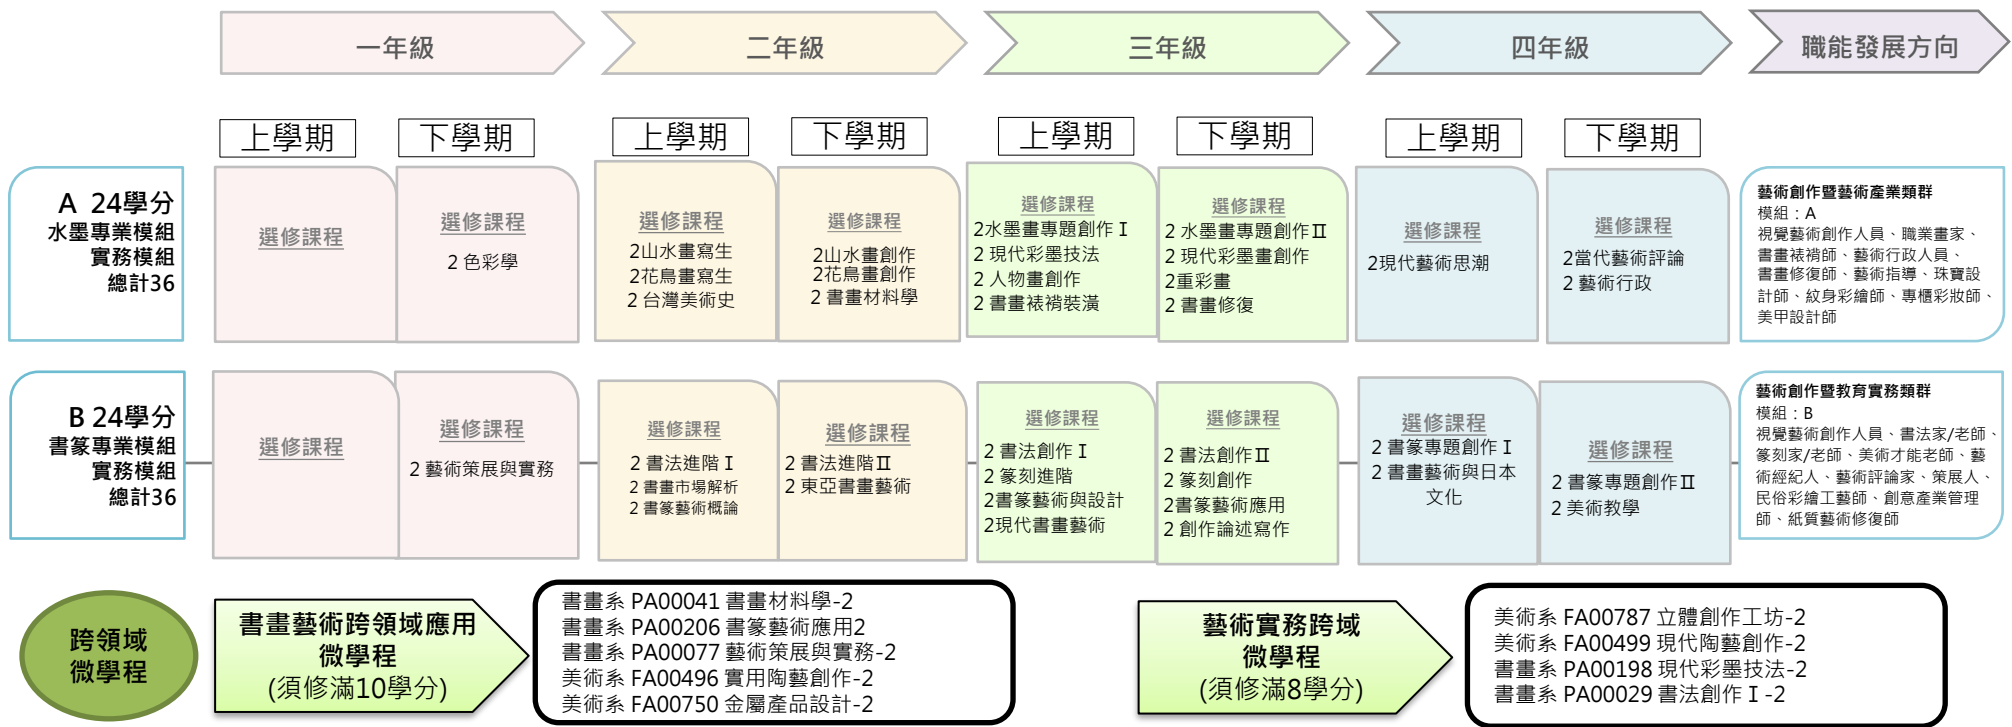 一年級
二年級
三年級
四年級
職能發展方向
上學期
下學期
上學期
下學期
上學期
下學期
上學期
下學期
A 24學分
水墨專業模組
實務模組
總計36
選修課程
選修課程
2 色彩學
選修課程
2山水畫寫生
2花鳥畫寫生
2 台灣美術史
選修課程
2山水畫創作
2花鳥畫創作
2 書畫材料學
選修課程
2水墨畫專題創作Ⅰ
2 現代彩墨技法
2 人物畫創作
2 書畫裱褙裝潢
選修課程
2 水墨畫專題創作Ⅱ
2 現代彩墨畫創作
2重彩畫
2 書畫修復
選修課程
2現代藝術思潮
選修課程
2當代藝術評論
2 藝術行政
藝術創作暨藝術產業類群
模組：A
視覺藝術創作人員、職業畫家、
書畫裱褙師、藝術行政人員、
書畫修復師、藝術指導、珠寶設
計師、紋身彩繪師、專櫃彩妝師、
美甲設計師
B 24學分
書篆專業模組
實務模組
總計36
選修課程
選修課程
2 藝術策展與實務
選修課程
2 書法進階Ⅰ
2 書畫市場解析
2 書篆藝術概論
選修課程
2 書法進階Ⅱ
2 東亞書畫藝術
選修課程
2 書法創作Ⅰ
2 篆刻進階
2書篆藝術與設計
2現代書畫藝術
選修課程
2 書法創作Ⅱ
2 篆刻創作
2書篆藝術應用
2 創作論述寫作
選修課程
2 書篆專題創作Ⅰ
2 書畫藝術與日本
文化
選修課程
2 書篆專題創作Ⅱ
2 美術教學
藝術創作暨教育實務類群
模組：B
視覺藝術創作人員、書法家/老師、
篆刻家/老師、美術才能老師、藝
術經紀人、藝術評論家、策展人、
民俗彩繪工藝師、創意產業管理
師、紙質藝術修復師
跨領域
微學程
書畫藝術跨領域應用
微學程
(須修滿10學分)
書畫系 PA00041 書畫材料學-2
書畫系 PA00206 書篆藝術應用2
書畫系 PA00077 藝術策展與實務-2
美術系 FA00496 實用陶藝創作-2
美術系 FA00750 金屬產品設計-2
藝術實務跨域
微學程
(須修滿8學分)
美術系 FA00787 立體創作工坊-2
美術系 FA00499 現代陶藝創作-2
書畫系 PA00198 現代彩墨技法-2
書畫系 PA00029 書法創作Ⅰ-2